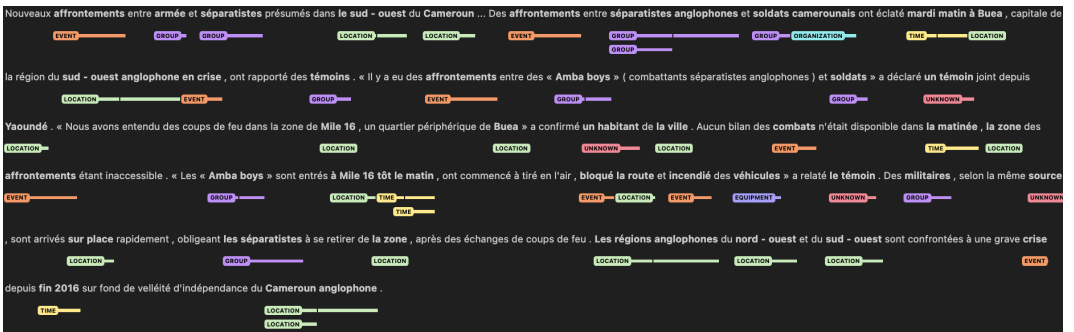 Nouveaux affrontements entre armée et séparatistes présumés dans le sud - ouest du Cameroun ... Des affrontements entre séparatistes anglophones et soldats camerounais ont éclaté mardi matin à Buea , capitale de
EVENT GROUP GROUP LOCATION LOCATION EVENT GROUP GROUP ORGANIZATION TIME LOCATION
GROUP
la région du sud - ouest anglophone en crise , ont rapporté des témoins . « Il y a eu des affrontements entre des « Amba boys » ( combattants séparatistes anglophones ) et soldats » a déclaré un témoin joint depuis
LOCATION EVENT GROUP EVENT GROUP GROUP UNKNOWN
Yaoundé . « Nous avons entendu des coups de feu dans la zone de Mile 16 , un quartier périphérique de Buea » a confirmé un habitant de la ville . Aucun bilan des combats n'était disponible dans la matinée , la zone des
LOCATION LOCATION LOCATION UNKNOWN LOCATION EVENT TIME LOCATION
affrontements étant inaccessible . « Les « Amba boys » sont entrés à Mile 16 tôt le matin , ont commencé à tiré en l'air , bloqué la route et incendié des véhicules » a relaté le témoin . Des militaires , selon la même source
EVENT GROUP LOCATION TIME EVENT LOCATION EVENT EQUIPMENT UNKNOWN GROUP UNKNOWN
TIME
, sont arrivés sur place rapidement , obligeant les séparatistes à se retirer de la zone , après des échanges de coups de feu . Les régions anglophones du nord - ouest et du sud - ouest sont confrontées à une grave crise
LOCATION GROUP LOCATION LOCATION LOCATION LOCATION EVENT
depuis fin 2016 sur fond de velléité d'indépendance du Cameroun anglophone .
TIME LOCATION
LOCATION